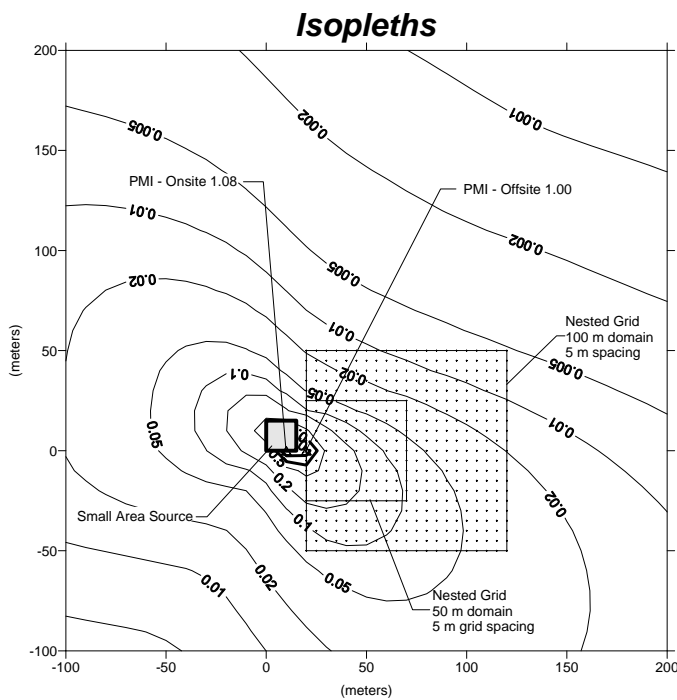 Isopleths
200
150
100
50
0
-50
-100
-100
-50
0
50
100
150
200
(meters)
(meters)
0.001
0.002
0.005
PMI - Onsite 1.08
PMI - Offsite 1.00
0.01
0.002
0.005
0.02
0.01
Nested Grid
100 m domain
5 m spacing
0.005
0.02
0.1
0.05
0.01
0.05
0.5
0.2
0.02
Small Area Source
0.1
0.02
0.05
0.01
Nested Grid
50 m domain
5 m grid spacing